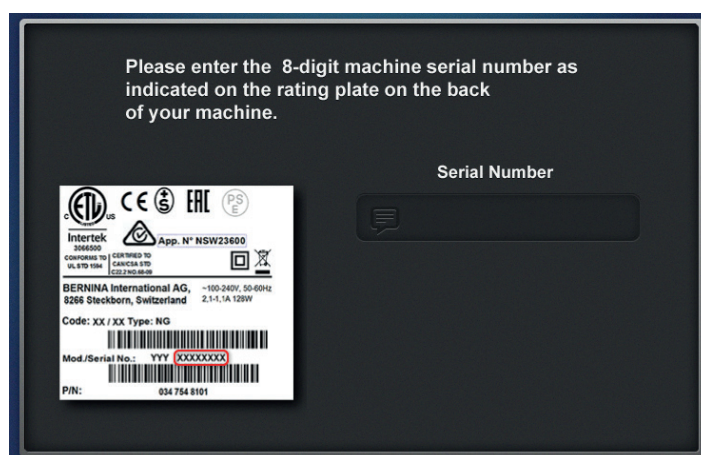 Please enter the 8-digit machine serial number as
indicated on the rating plate on the back
of your machine.
Serial Number
ETL
C US
CE S EAC PS E
Intertek
3066500
App. N° NSW23600
CONFORMS TO
UL STD 1594
CERTIFIED TO
CAN/CSA STD
C22.2 NO.68-09
BERNINA International AG,
8266 Steckborn, Switzerland
~100-240V, 50-60Hz
2,1-1,1A 128W
Code: XX / XX Type: NG
Mod./Serial No.: YYY XXXXXXXX
P/N: 034 754 8101